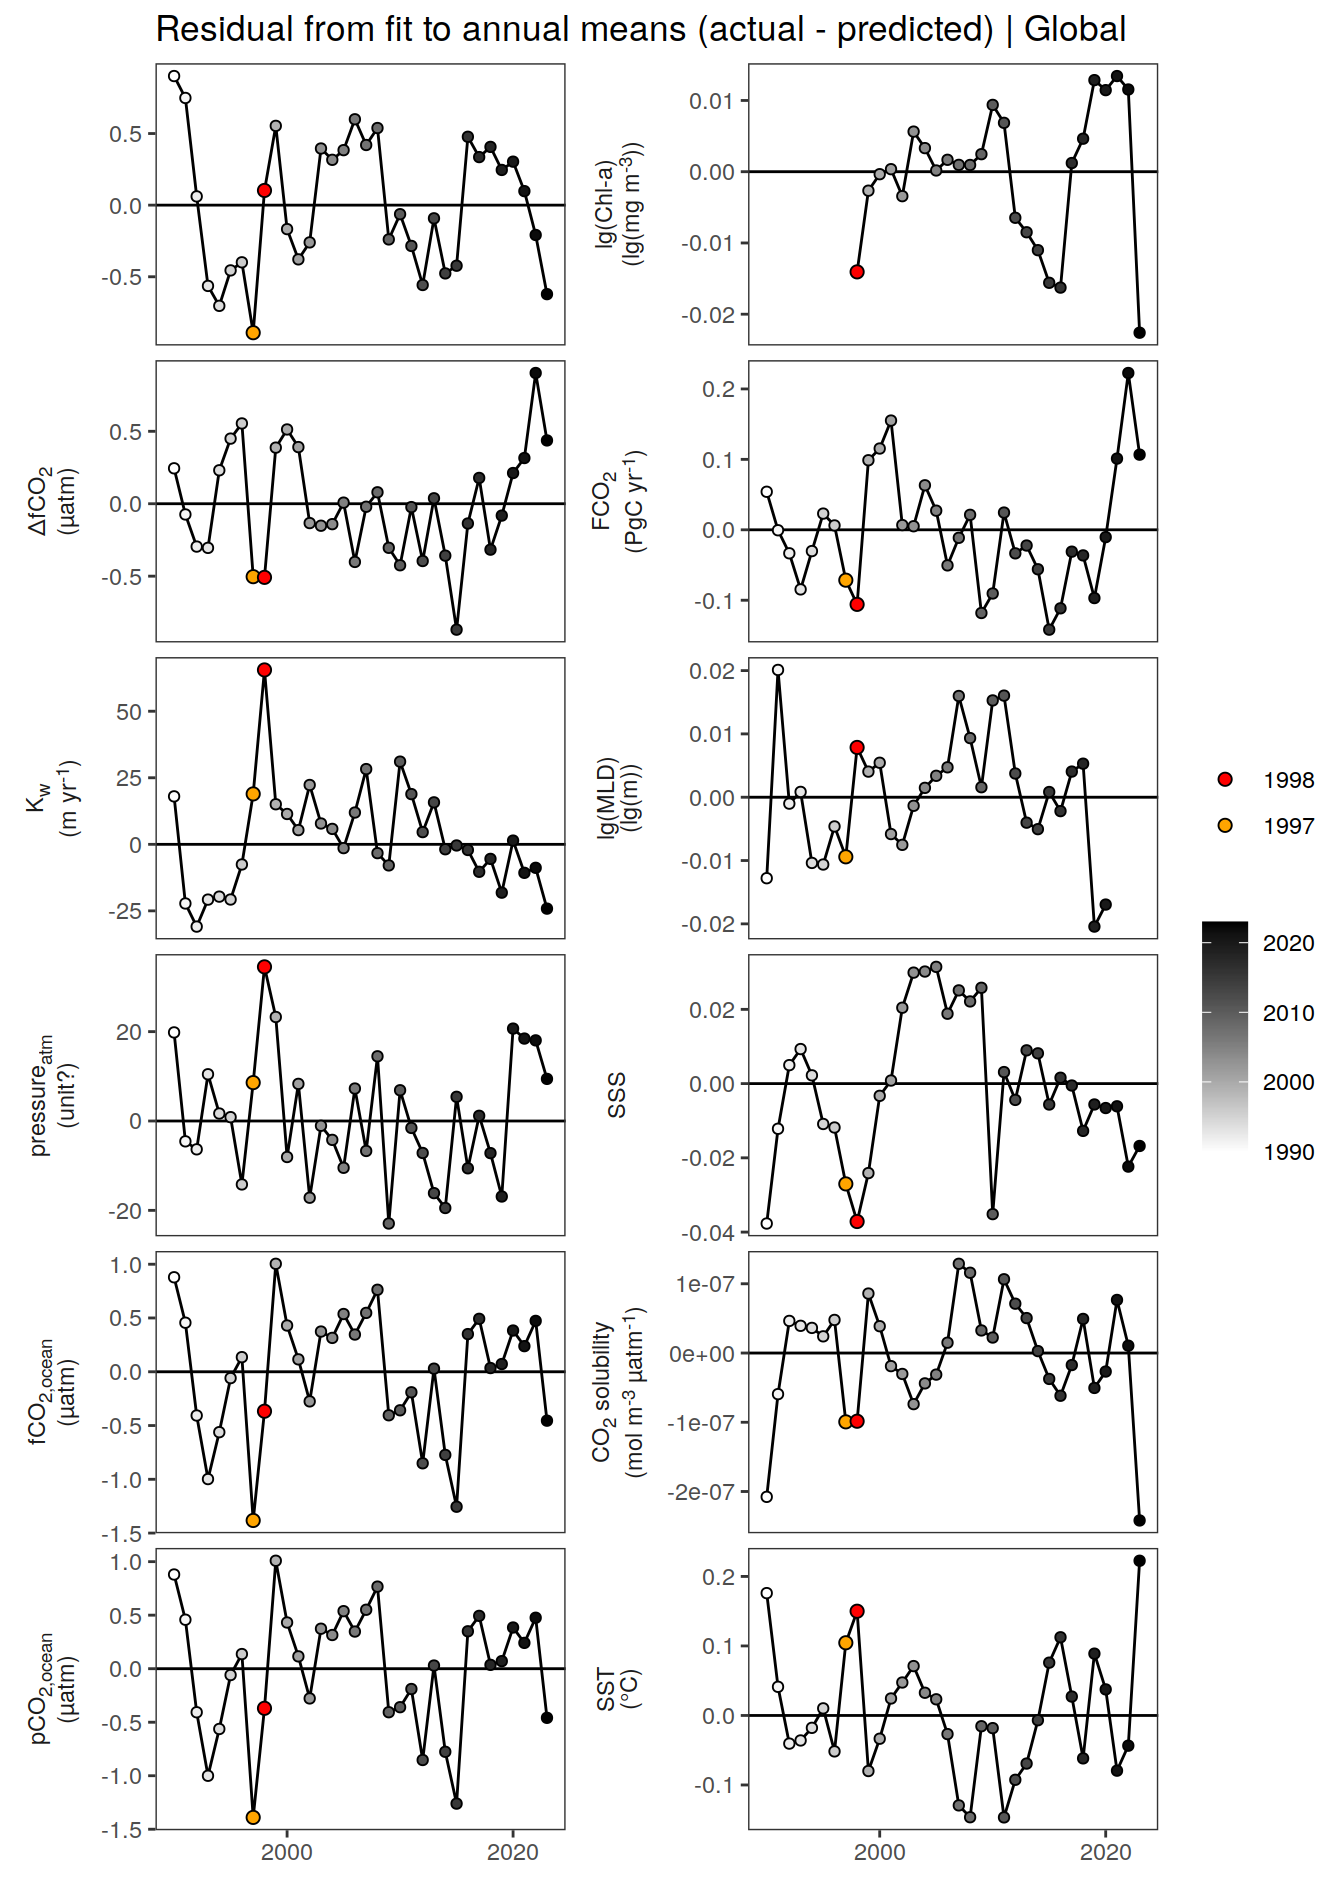 Residual from fit to annual means (actual - predicted) | Global
0.5
0.0
-0.5
lg(Chl-a)
(lg(mg m⁻³))
0.01
0.00
-0.01
-0.02
ΔfCO₂
(µatm)
0.5
0.0
-0.5
FCO₂
(PgC yr⁻¹)
0.2
0.1
0.0
-0.1
Kw
(m yr⁻¹)
50
25
0
-25
lg(MLD)
(lg(m))
0.02
0.01
0.00
-0.01
-0.02
pressureatm
(unit?)
20
0
-20
SSS
0.02
0.00
-0.02
-0.04
fCO₂,ocean
(µatm)
1.0
0.5
0.0
-0.5
-1.0
-1.5
CO₂ solubility
(mol m⁻³ µatm⁻¹)
1e-07
0e+00
-1e-07
-2e-07
pCO₂,ocean
(µatm)
1.0
0.5
0.0
-0.5
-1.0
-1.5
SST
(°C)
0.2
0.1
0.0
-0.1
2000 2020
2000 2020
1998
1997
2020
2010
2000
1990